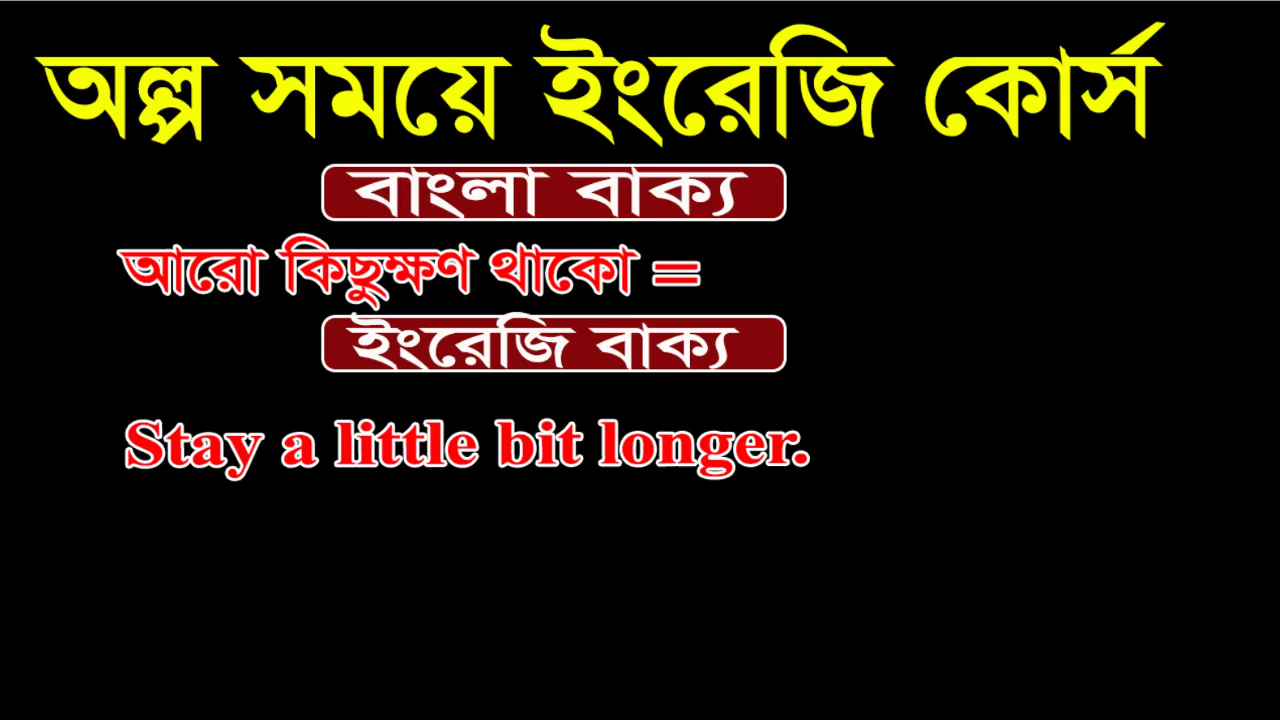 অল্প সময়ে ইংরেজি কোর্স
বাংলা বাক্য
আরো কিছুক্ষণ থাকো =
ইংরেজি বাক্য
Stay a little bit longer.